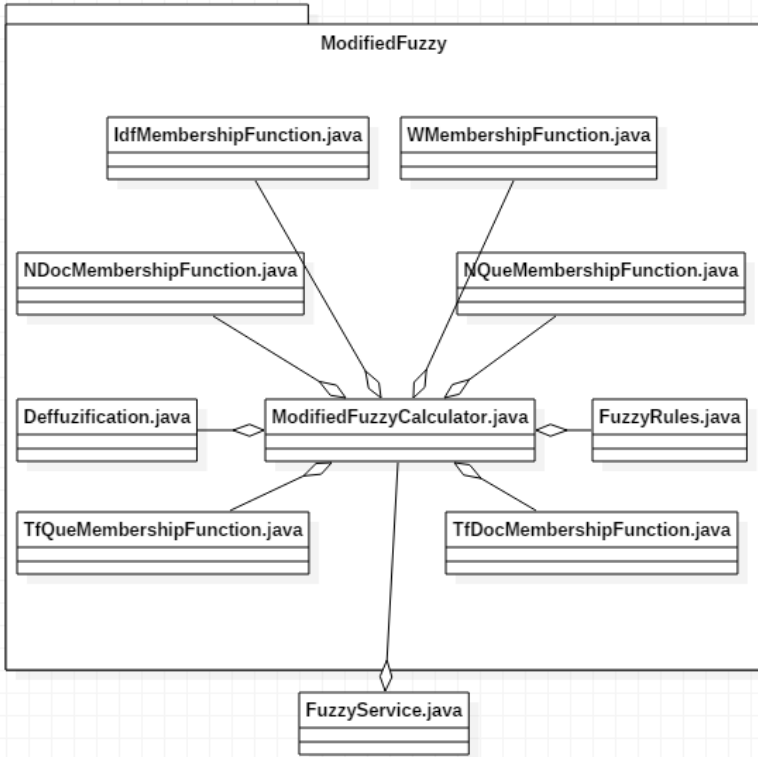 ModifiedFuzzy
IdfMembershipFunction.java
WMembershipFunction.java
NDocMembershipFunction.java
NQueMembershipFunction.java
Deffuzification.java
ModifiedFuzzyCalculator.java
FuzzyRules.java
TfQueMembershipFunction.java
TfDocMembershipFunction.java
FuzzyService.java